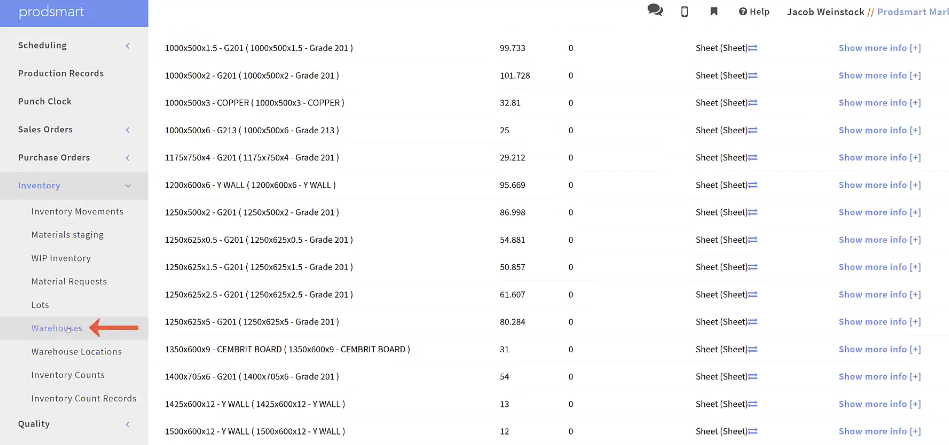 prodsmart
Help
Jacob Weinstock // Prodsmart Mar
Scheduling
Production Records
Punch Clock
Sales Orders
Purchase Orders
Inventory
Inventory Movements
Materials staging
WIP Inventory
Material Requests
Lots
Warehouses
Warehouse Locations
Inventory Counts
Inventory Count Records
Quality
1000x500x1.5 - G201 ( 1000x500x1.5 - Grade 201 ) 99.733 0 Sheet (Sheet) Show more info [+]
1000x500x2 - G201 ( 1000x500x2 - Grade 201 ) 101.728 0 Sheet (Sheet) Show more info [+]
1000x500x3 - COPPER ( 1000x500x3 - COPPER ) 32.81 0 Sheet (Sheet) Show more info [+]
1000x500x6 - G213 ( 1000x500x6 - Grade 213 ) 25 0 Sheet (Sheet) Show more info [+]
1175x750x4 - G201 ( 1175x750x4 - Grade 201 ) 29.212 0 Sheet (Sheet) Show more info [+]
1200x600x6 - Y WALL ( 1200x600x6 - Y WALL ) 95.669 0 Sheet (Sheet) Show more info [+]
1250x500x2 - G201 ( 1250x500x2 - Grade 201 ) 86.998 0 Sheet (Sheet) Show more info [+]
1250x625x0.5 - G201 ( 1250x625x0.5 - Grade 201 ) 54.881 0 Sheet (Sheet) Show more info [+]
1250x625x1.5 - G201 ( 1250x625x1.5 - Grade 201 ) 50.857 0 Sheet (Sheet) Show more info [+]
1250x625x2.5 - G201 ( 1250x625x2.5 - Grade 201 ) 61.607 0 Sheet (Sheet) Show more info [+]
1250x625x5 - G201 ( 1250x625x5 - Grade 201 ) 80.284 0 Sheet (Sheet) Show more info [+]
1350x600x9 - CEMBRIT BOARD ( 1350x600x9 - CEMBRIT BOARD ) 31 0 Sheet (Sheet) Show more info [+]
1400x705x6 - G201 ( 1400x705x6 - Grade 201 ) 54 0 Sheet (Sheet) Show more info [+]
1425x600x12 - Y WALL ( 1425x600x12 - Y WALL ) 13 0 Sheet (Sheet) Show more info [+]
1500x600x12 - Y WALL ( 1500x600x12 - Y WALL ) 12 0 Sheet (Sheet) Show more info [+]